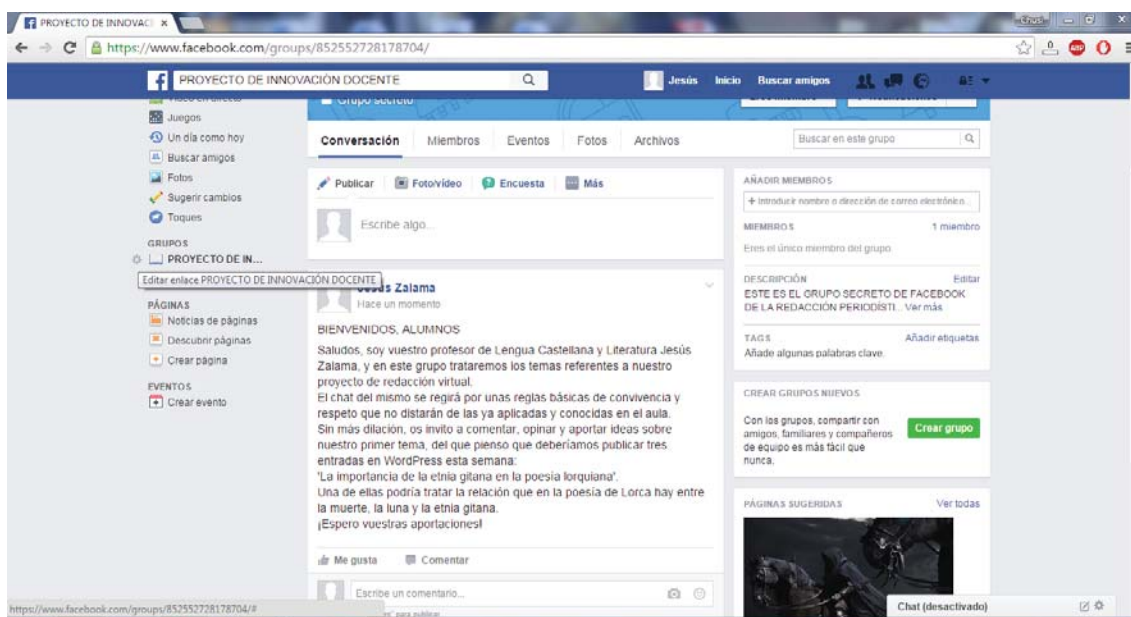 PROYECTO DE INNOVACI
https://www.facebook.com/groups/852552728178704/
PROYECTO DE INNOVACIÓN DOCENTE
Jesús Inicio Buscar amigos
Grupo secreto
Juegos
Un día como hoy
Buscar amigos
Fotos
Sugerir cambios
Toques
GRUPOS
PROYECTO DE IN...
Editar enlace PROYECTO DE INNOVACIÓN DOCENTE
PÁGINAS
Noticias de páginas
Descubrir páginas
Crear página
EVENTOS
Crear evento
Conversación Miembros Eventos Fotos Archivos
Buscar en este grupo
Publicar Foto/vídeo Encuesta Más
Escribe algo...
Jesús Zalama
Hace un momento
BIENVENIDOS, ALUMNOS
Saludos, soy vuestro profesor de Lengua Castellana y Literatura Jesús
Zalama, y en este grupo trataremos los temas referentes a nuestro
proyecto de redacción virtual.
El chat del mismo se regirá por unas reglas básicas de convivencia y
respeto que no distarán de las ya aplicadas y conocidas en el aula.
Sin más dilación, os invito a comentar, opinar y aportar ideas sobre
nuestro primer tema, del que pienso que deberíamos publicar tres
entradas en WordPress esta semana:
'La importancia de la etnia gitana en la poesía lorquiana'.
Una de ellas podría tratar la relación que en la poesía de Lorca hay entre
la muerte, la luna y la etnia gitana.
¡Espero vuestras aportaciones!
Me gusta Comentar
Escribe un comentario...
AÑADIR MIEMBROS
+ Introducir nombre o dirección de correo electrónico...
MIEMBROS 1 miembro
Eres el único miembro del grupo.
DESCRIPCIÓN Editar
ESTE ES EL GRUPO SECRETO DE FACEBOOK
DE LA REDACCIÓN PERIODÍSTI... Ver más
TAGS Añadir etiquetas
Añade algunas palabras clave.
CREAR GRUPOS NUEVOS
Con los grupos, compartir con
amigos, familiares y compañeros
de equipo es más fácil que
nunca.
Crear grupo
PÁGINAS SUGERIDAS Ver todas
Chat (desactivado)
https://www.facebook.com/groups/852552728178704/#